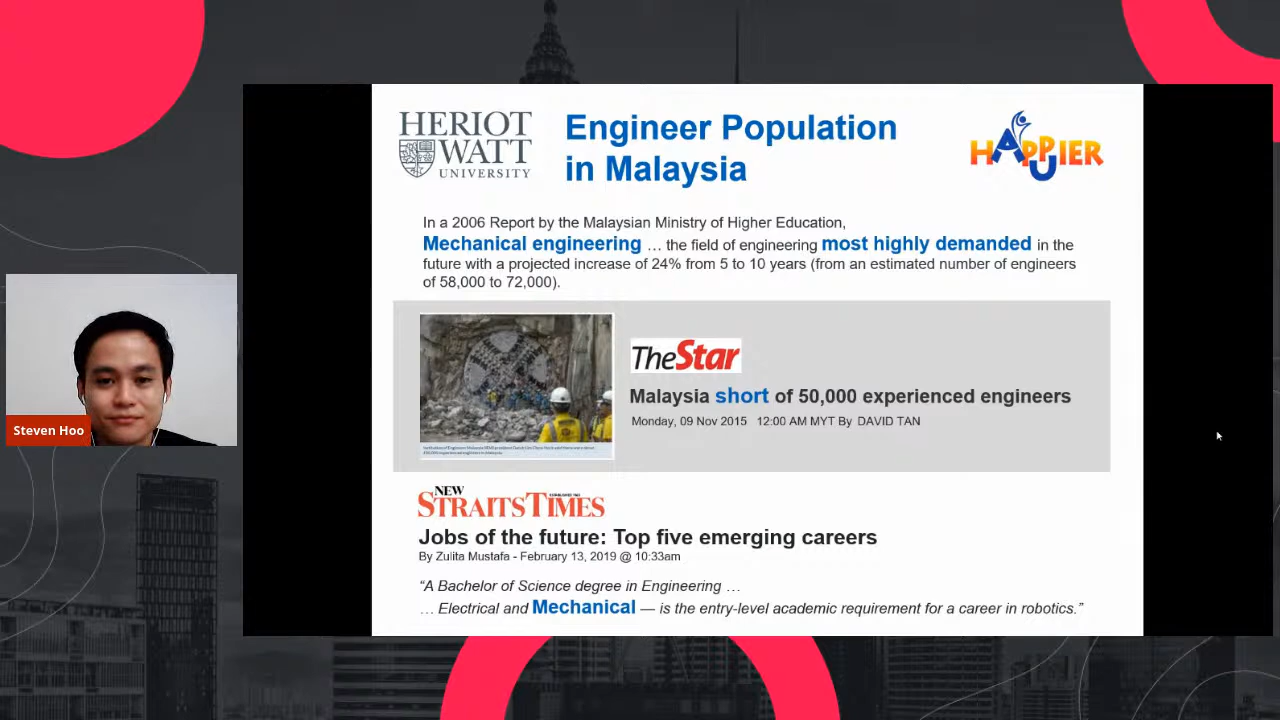 HERIOT
WATT
UNIVERSITY
Engineer Population
in Malaysia
HAPPIER
U
In a 2006 Report by the Malaysian Ministry of Higher Education,
Mechanical engineering … the field of engineering most highly demanded in the
future with a projected increase of 24% from 5 to 10 years (from an estimated number of engineers
of 58,000 to 72,000).
TheStar
Malaysia short of 50,000 experienced engineers
Monday, 09 Nov 2015 12:00 AM MYT By DAVID TAN
Steven Hoo
NEW
STRAITS TIMES
Jobs of the future: Top five emerging careers
By Zulita Mustafa - February 13, 2019 @ 10:33am
“A Bachelor of Science degree in Engineering …
… Electrical and Mechanical — is the entry-level academic requirement for a career in robotics.”